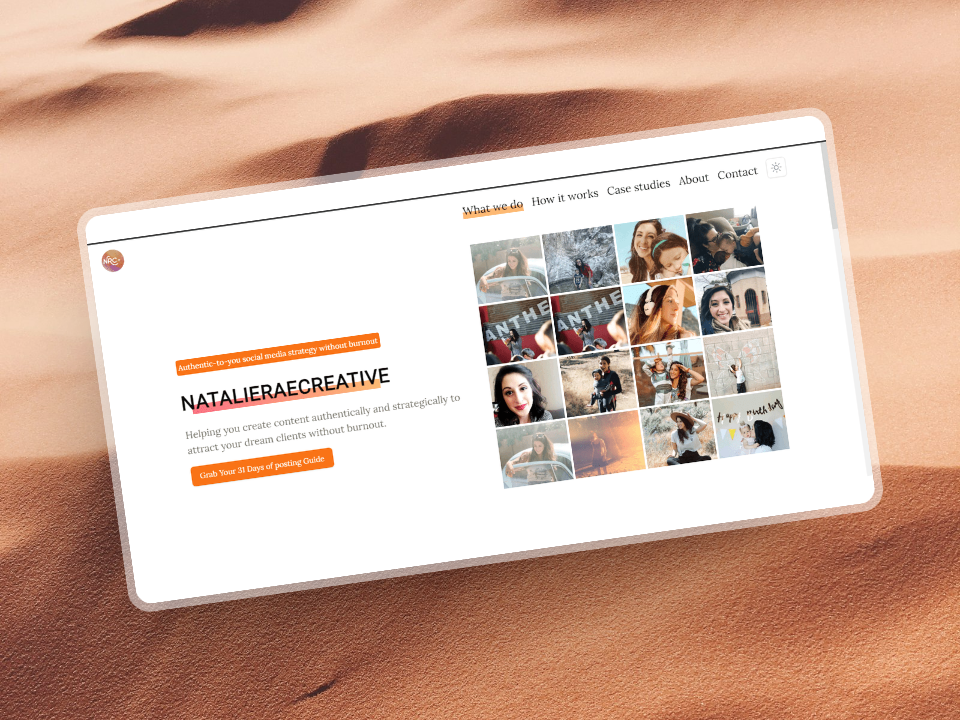 What we do How it works Case studies About Contact
NRC
Authentic-to-you social media strategy without burnout
NATALIERAECREATIVE
Helping you create content authentically and strategically to
attract your dream clients without burnout.
Grab Your 31 Days of posting Guide
ANTHE
ANTHE